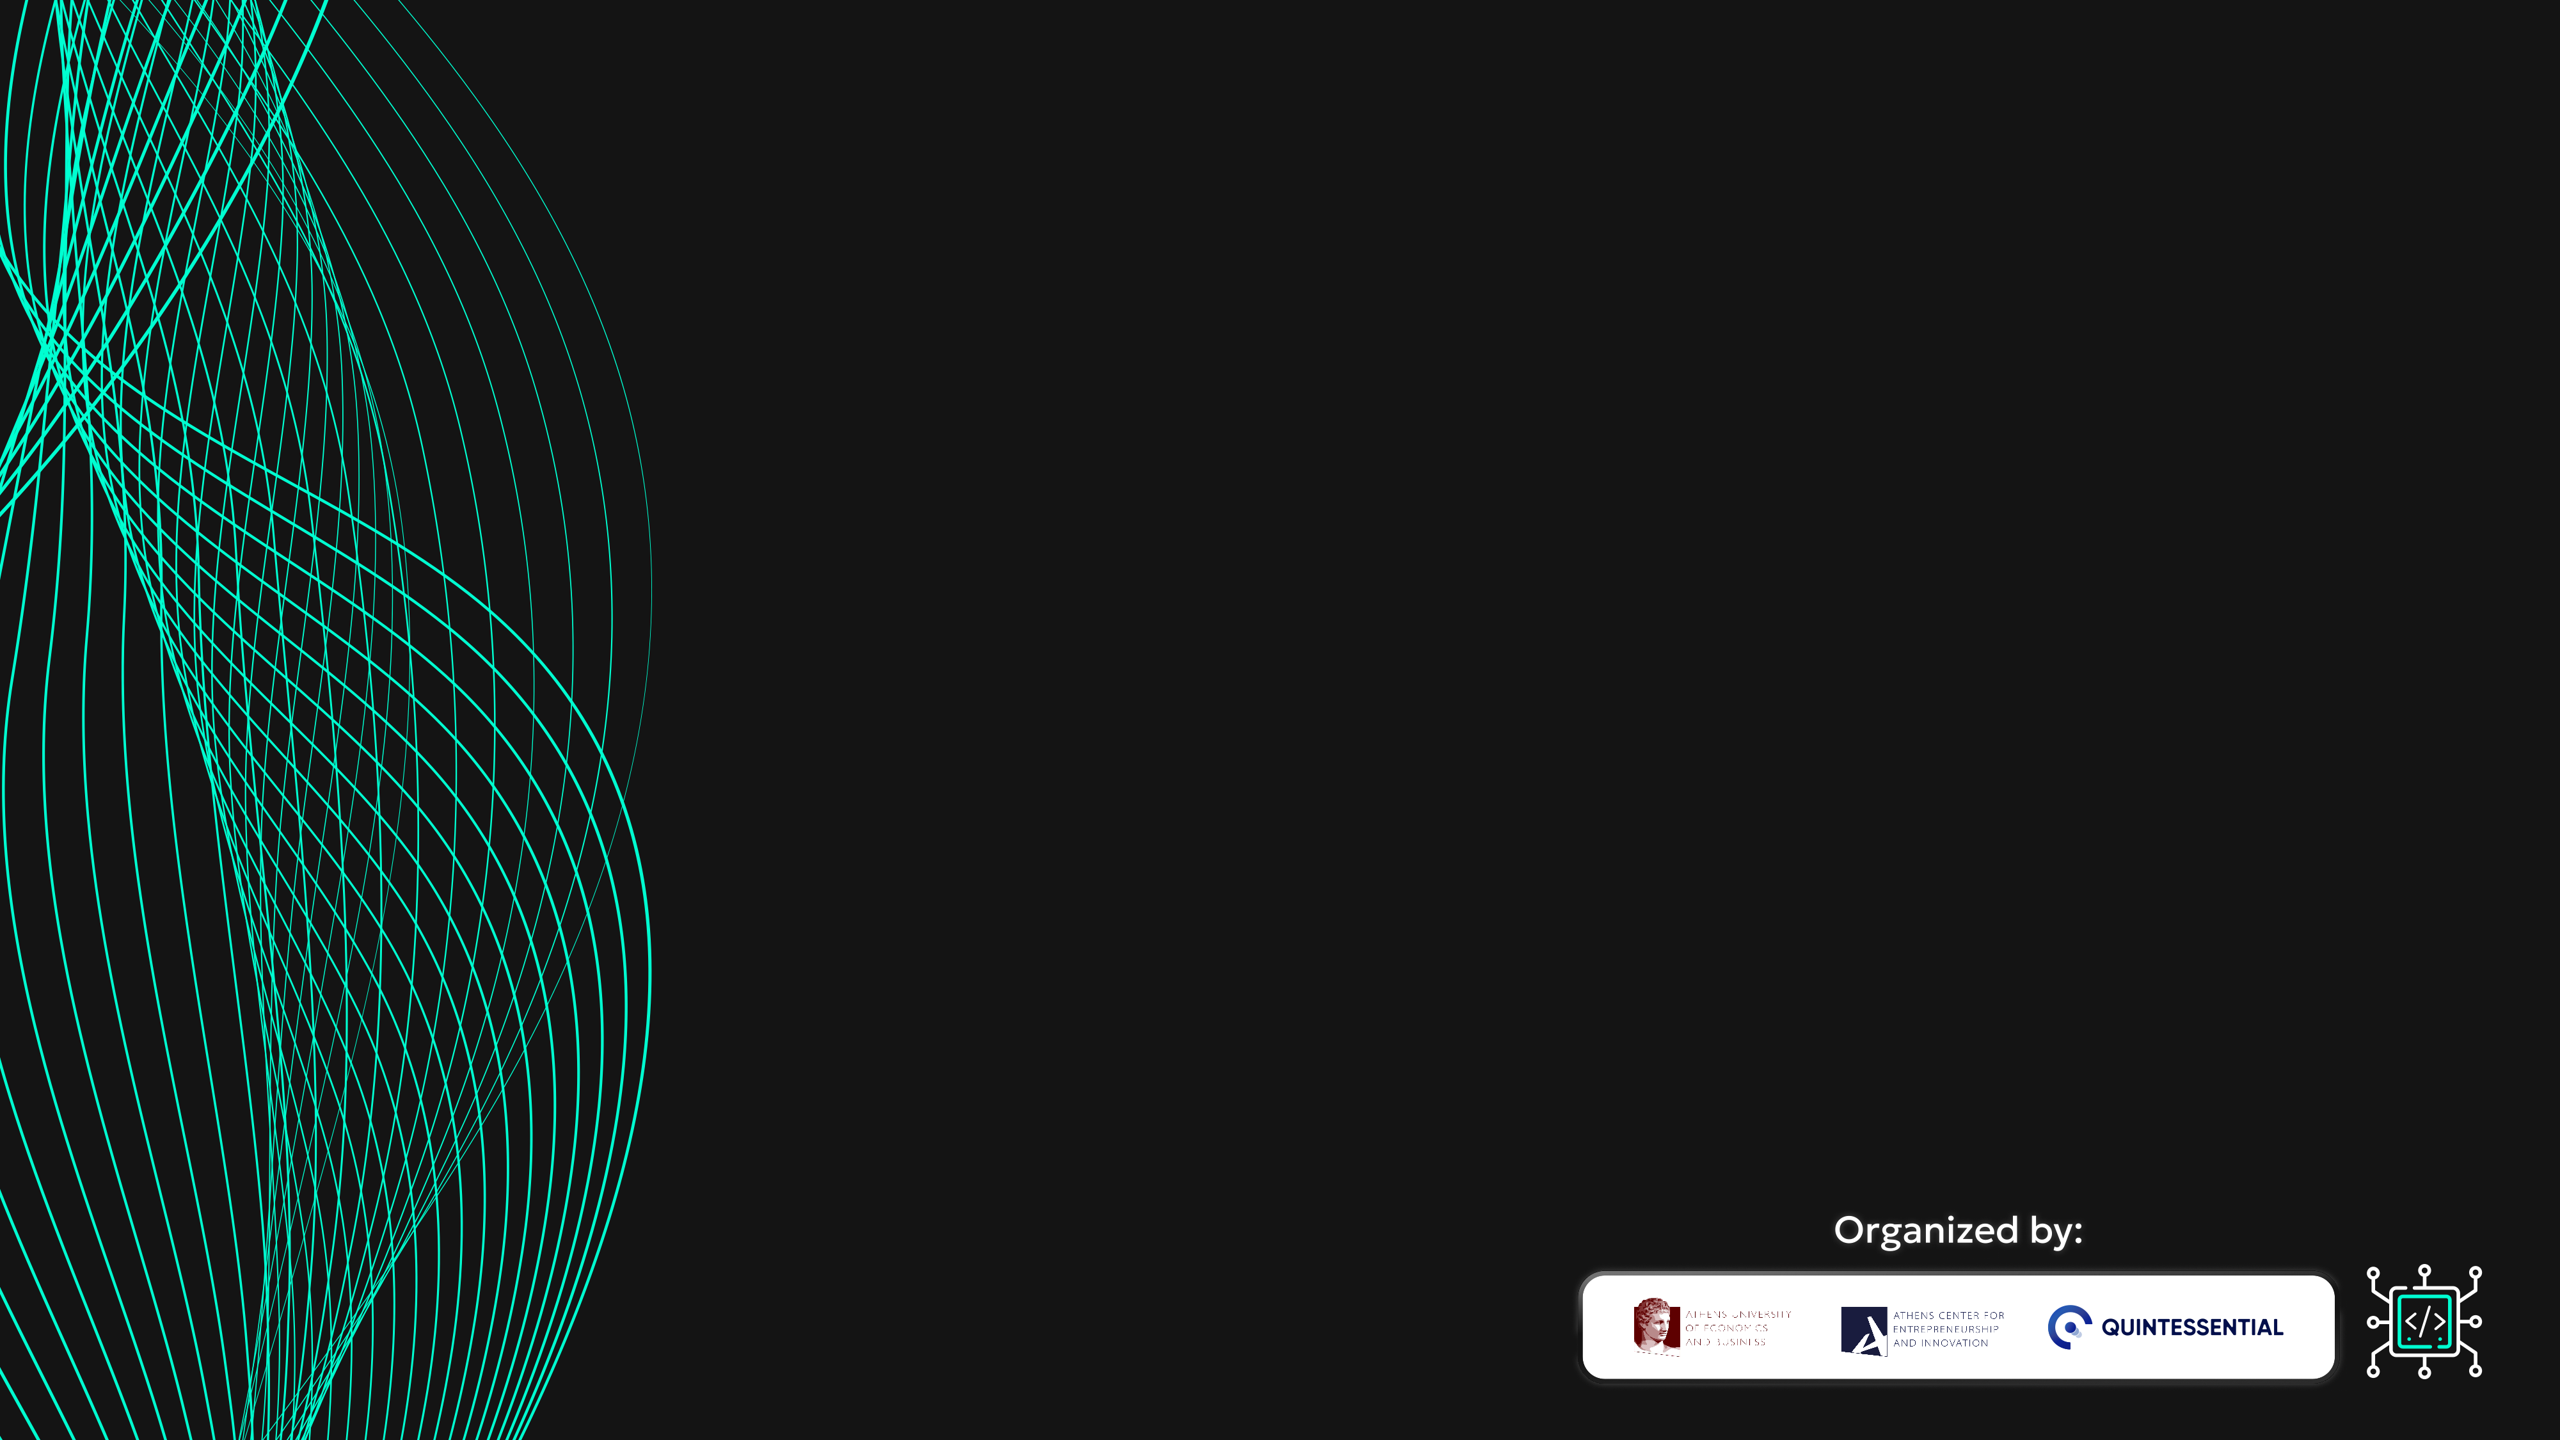 Organized by:
ATHENS UNIVERSITY
OF ECONOMICS
AND BUSINESS
ATHENS CENTER FOR
ENTREPRENEURSHIP
AND INNOVATION
QUINTESSENTIAL
</>